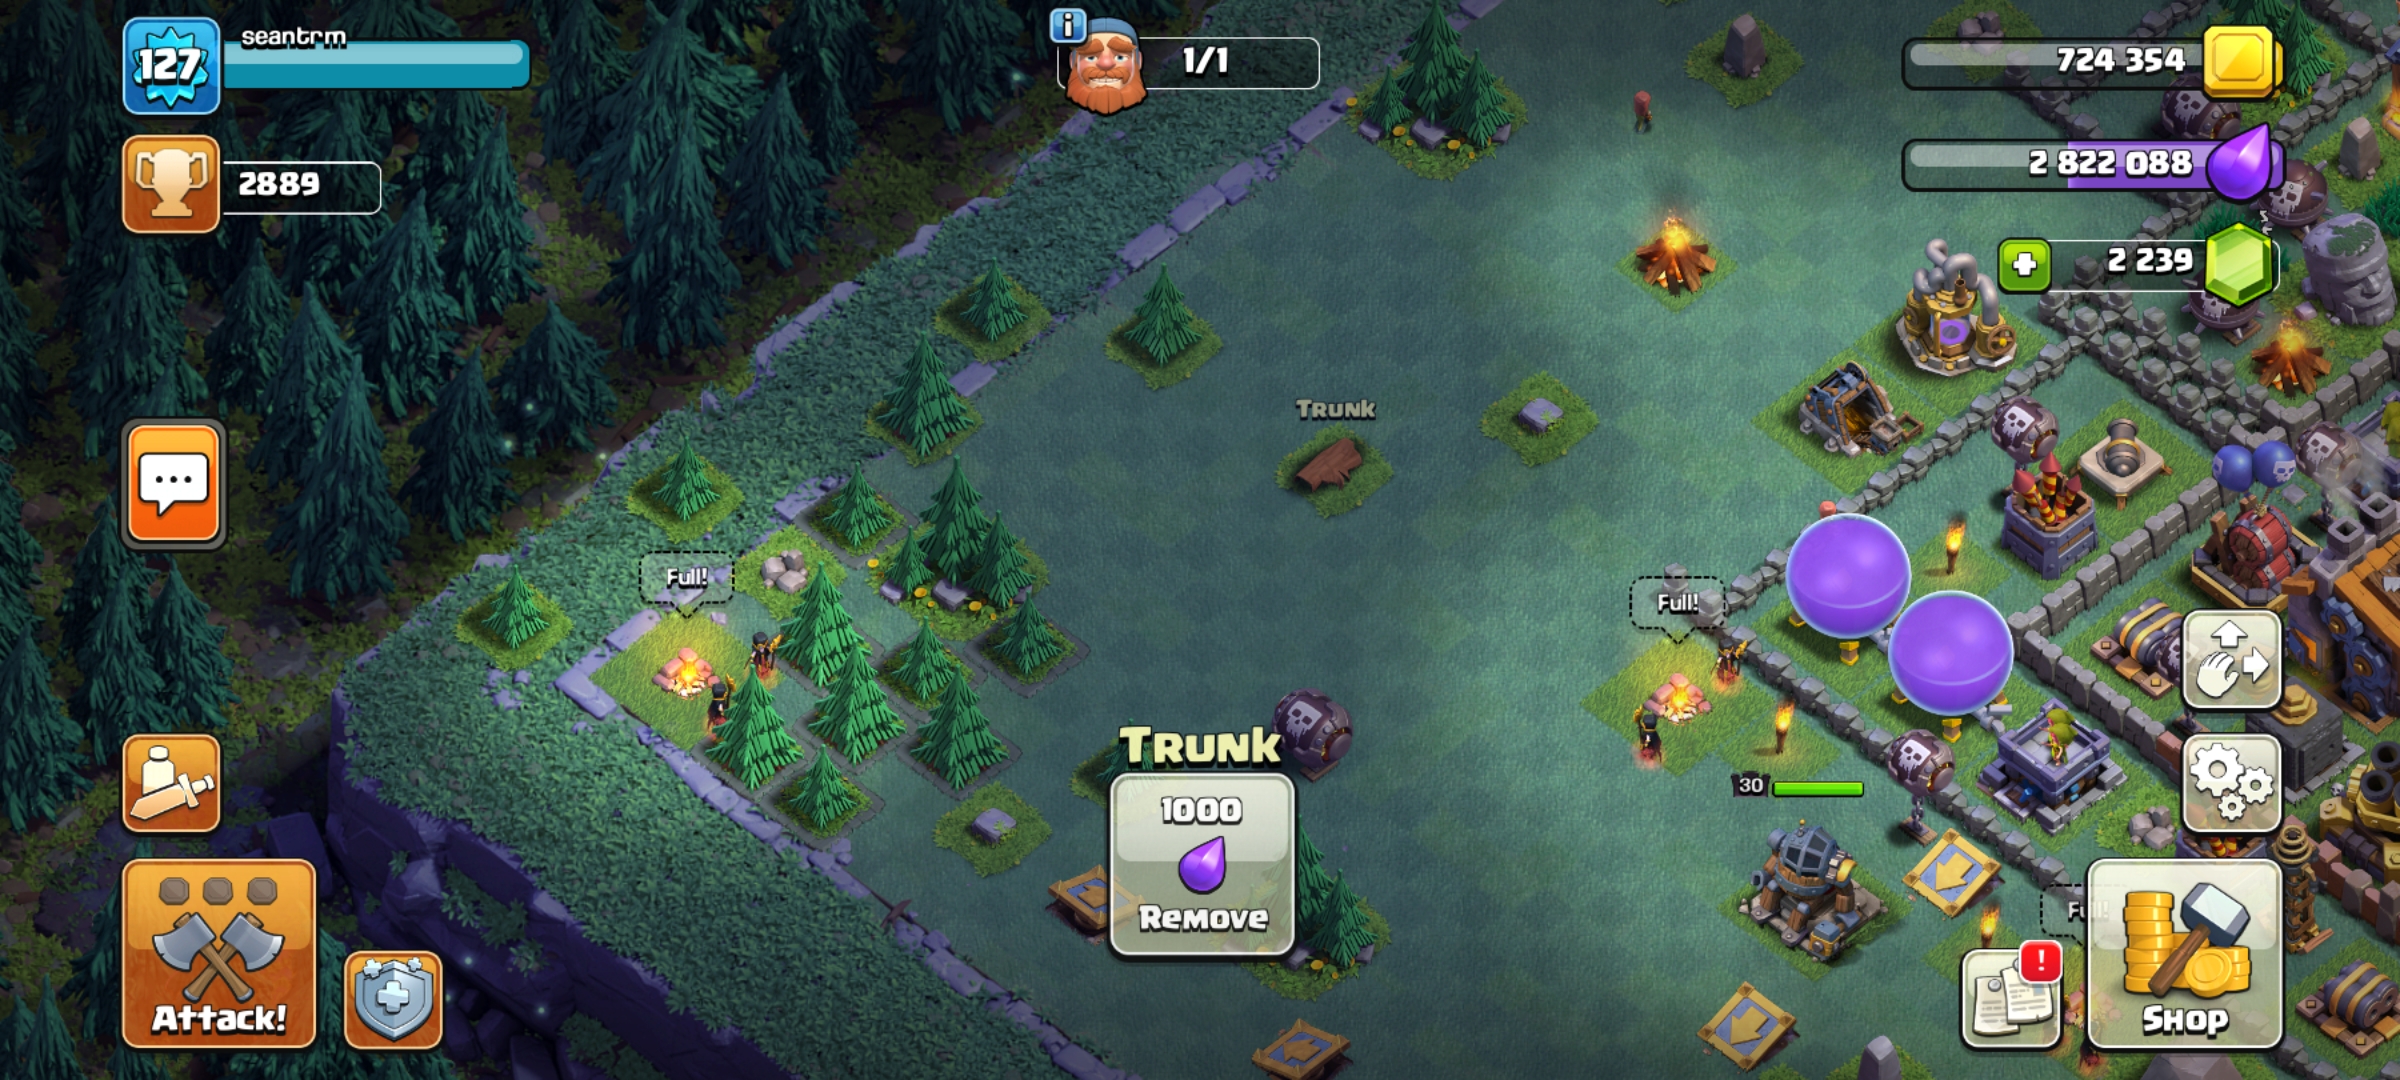 127
seantrm
i
1/1
724 354
2889
2 822 088
2 239
Trunk
Full!
Full!
Trunk
30
1000
Remove
Full!
!
Attack!
Shop